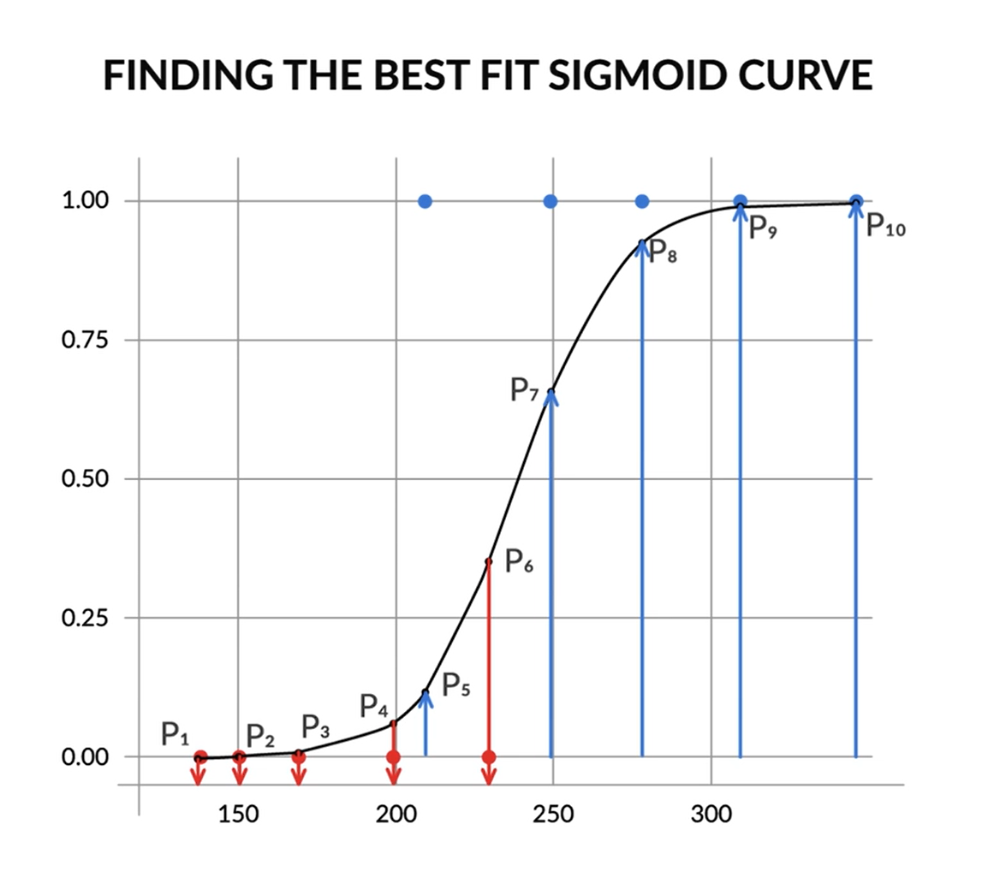 FINDING THE BEST FIT SIGMOID CURVE
1.00
P₉
P₁₀
P₈
0.75
P₇
0.50
P₆
0.25
P₅
P₄
P₁
P₂
P₃
0.00
150
200
250
300